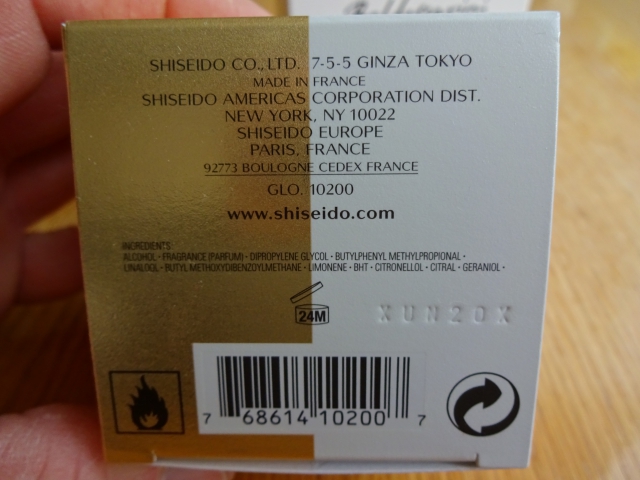 SHISEIDO CO., LTD. 7-5-5 GINZA TOKYO
MADE IN FRANCE
SHISEIDO AMERICAS CORPORATION DIST.
NEW YORK, NY 10022
SHISEIDO EUROPE
PARIS, FRANCE
92773 BOULOGNE CEDEX FRANCE
GLO. 10200
www.shiseido.com
INGREDIENTS
ALCOHOL • FRAGRANCE (PARFUM) • DIPROPYLENE GLYCOL • BUTYLPHENYL METHYLPROPIONAL •
LINALOOL • BUTYL METHOXYDIBENZOYLMETHANE • LIMONENE • BHT • CITRONELLOL • CITRAL • GERANIOL •
24M
XUN20X
7 68614 10200 7